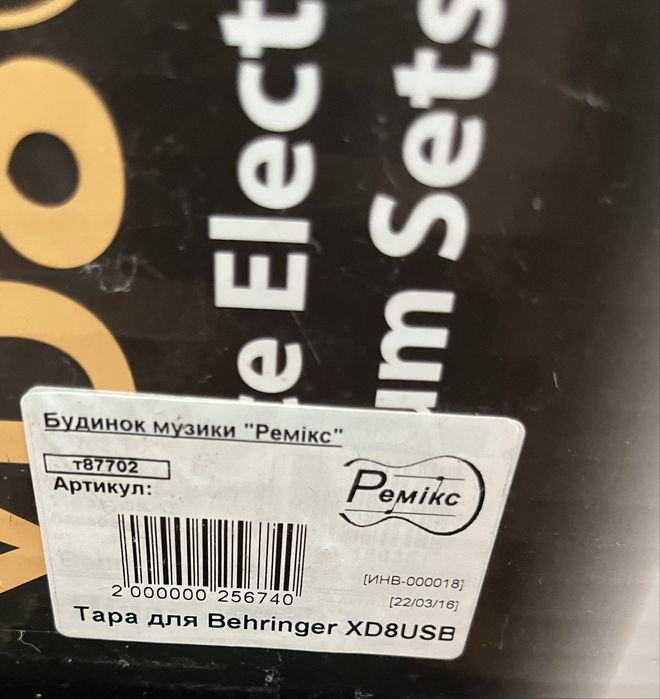 Elect
um Sets
Будинок музики "Ремікс"
т87702
Артикул:
Ремікс
2 000000 256740
[ИНВ-000018]
[22/03/16]
Тара для Behringer XD8USB